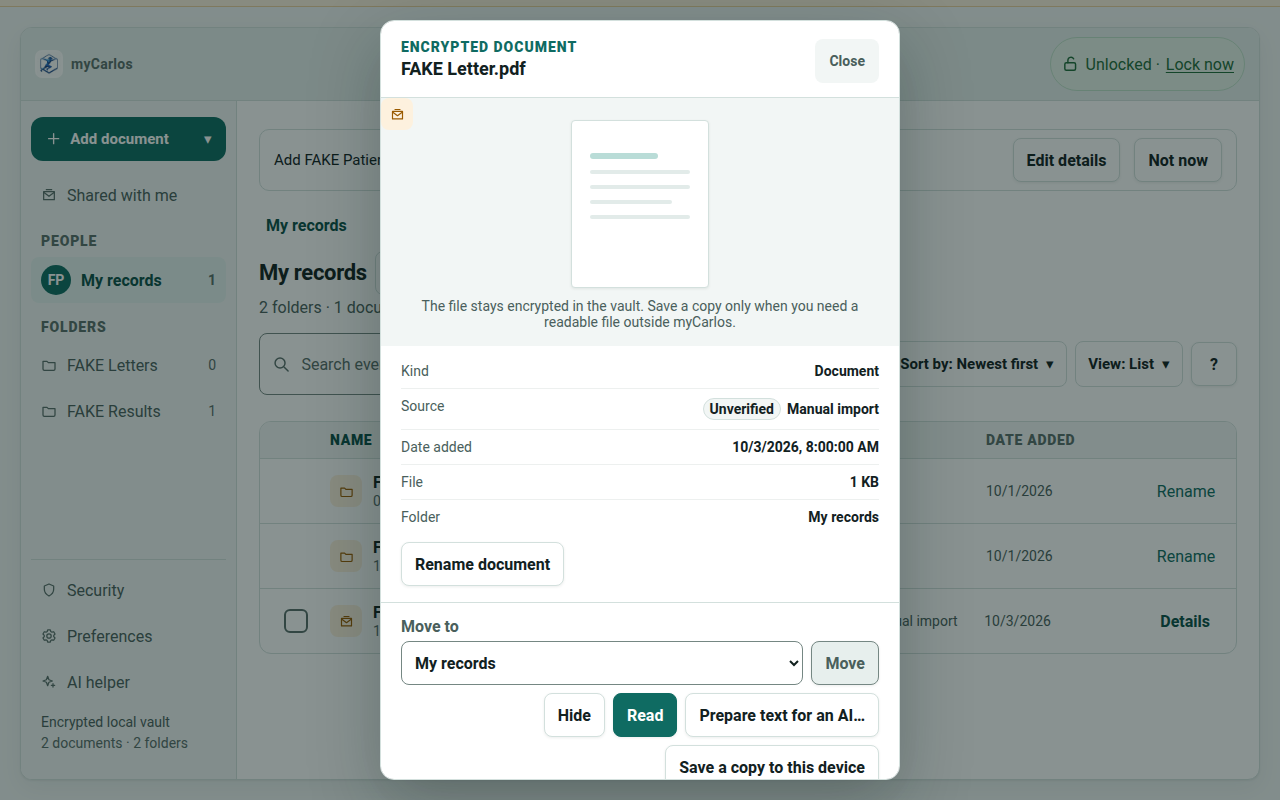 ENCRYPTED DOCUMENT
FAKE Letter.pdf
Close
myCarlos
Unlocked · Lock now
Add document ▾
Shared with me
PEOPLE
FP My records 1
FOLDERS
FAKE Letters 0
FAKE Results 1
Security
Preferences
AI helper
Encrypted local vault
2 documents · 2 folders
Add FAKE
Edit details
Not now
My records
My records
2 folders · 1
Search
Sort by: Newest first ▾
View: List ▾
?
NAME
DATE ADDED
10/1/2026 Rename
10/1/2026 Rename
import 10/3/2026 Details
The file stays encrypted in the vault. Save a copy only when you need a
readable file outside myCarlos.
Kind Document
Source Unverified Manual import
Date added 10/3/2026, 8:00:00 AM
File 1 KB
Folder My records
Rename document
Move to
My records
Move
Hide
Read
Prepare text for an AI…
Save a copy to this device